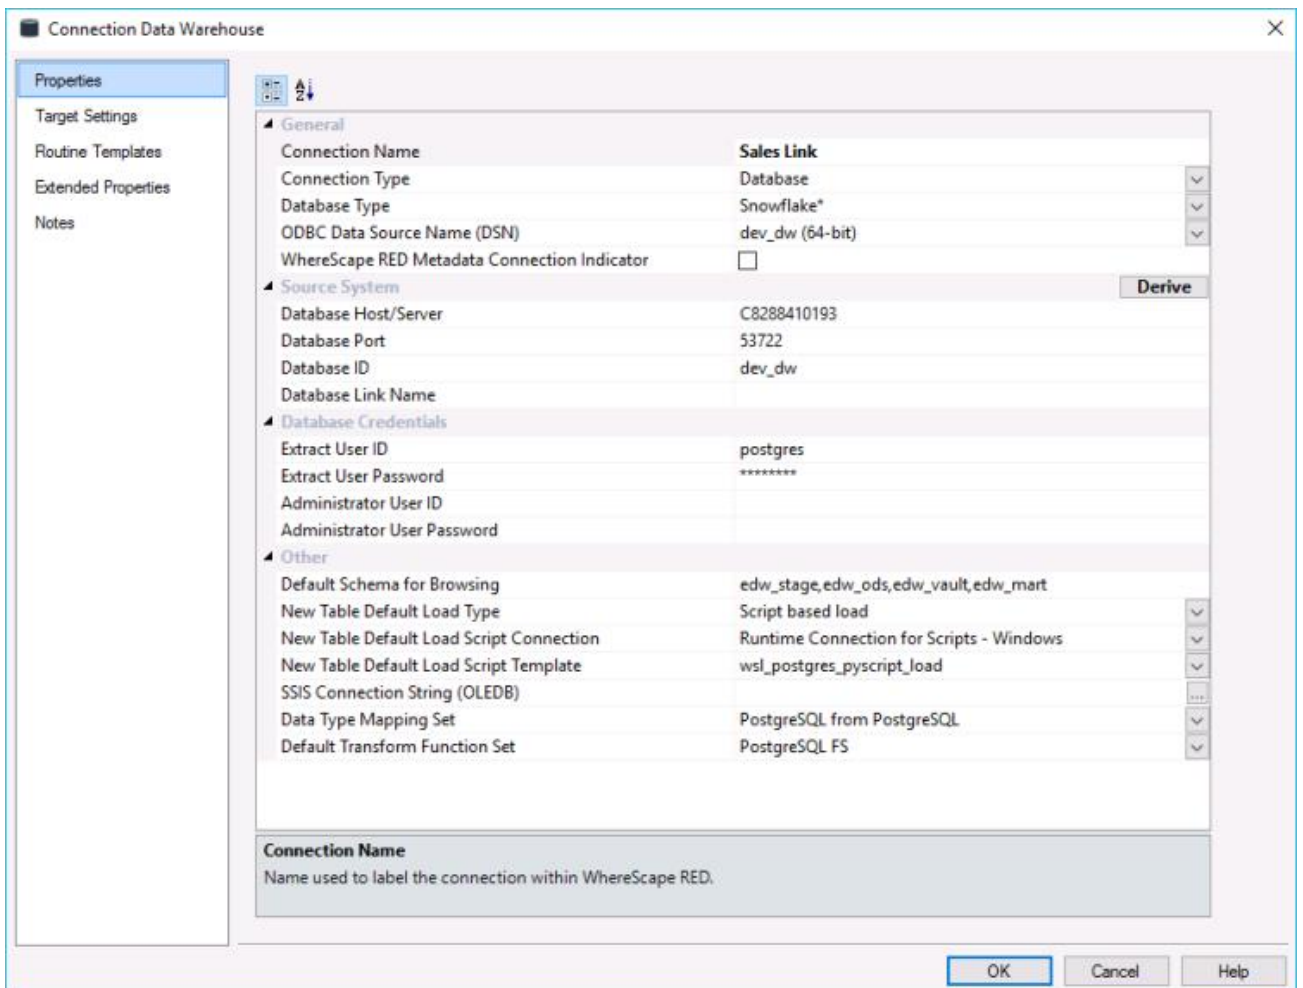 Connection Data Warehouse
Properties
Target Settings
Routine Templates
Extended Properties
Notes
General
Connection Name Sales Link
Connection Type Database
Database Type Snowflake*
ODBC Data Source Name (DSN) dev_dw (64-bit)
WhereScape RED Metadata Connection Indicator
Source System Derive
Database Host/Server C8288410193
Database Port 53722
Database ID dev_dw
Database Link Name
Database Credentials
Extract User ID postgres
Extract User Password ********
Administrator User ID
Administrator User Password
Other
Default Schema for Browsing edw_stage,edw_ods,edw_vault,edw_mart
New Table Default Load Type Script based load
New Table Default Load Script Connection Runtime Connection for Scripts - Windows
New Table Default Load Script Template wsl_postgres_pyscript_load
SSIS Connection String (OLEDB) ...
Data Type Mapping Set PostgreSQL from PostgreSQL
Default Transform Function Set PostgreSQL FS
Connection Name
Name used to label the connection within WhereScape RED.
OK Cancel Help